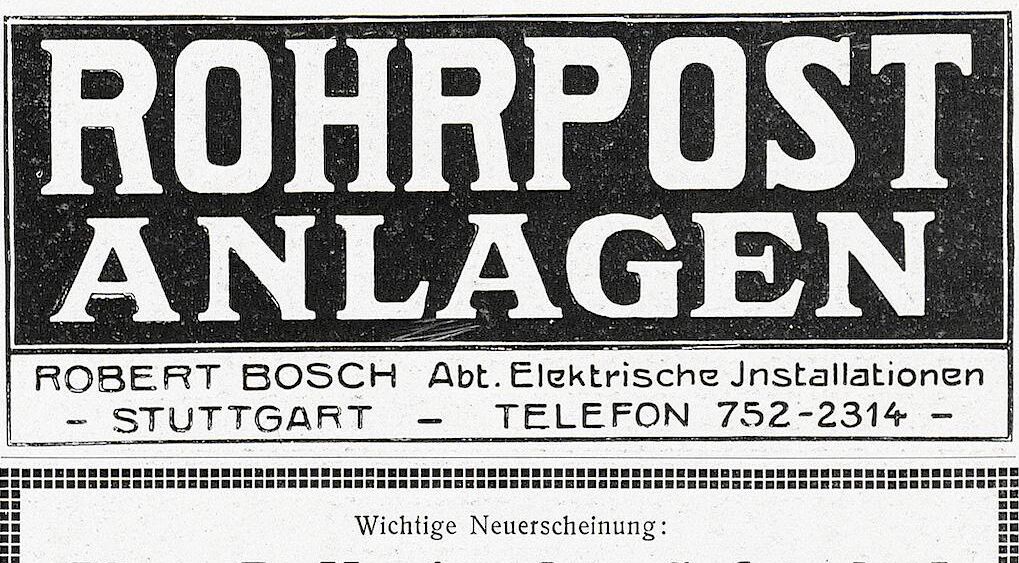 ROHRPOST
ANLAGEN
ROBERT BOSCH Abt. Elektrische Jnstallationen
- STUTTGART - TELEFON 752-2314 -
Wichtige Neuerscheinung: